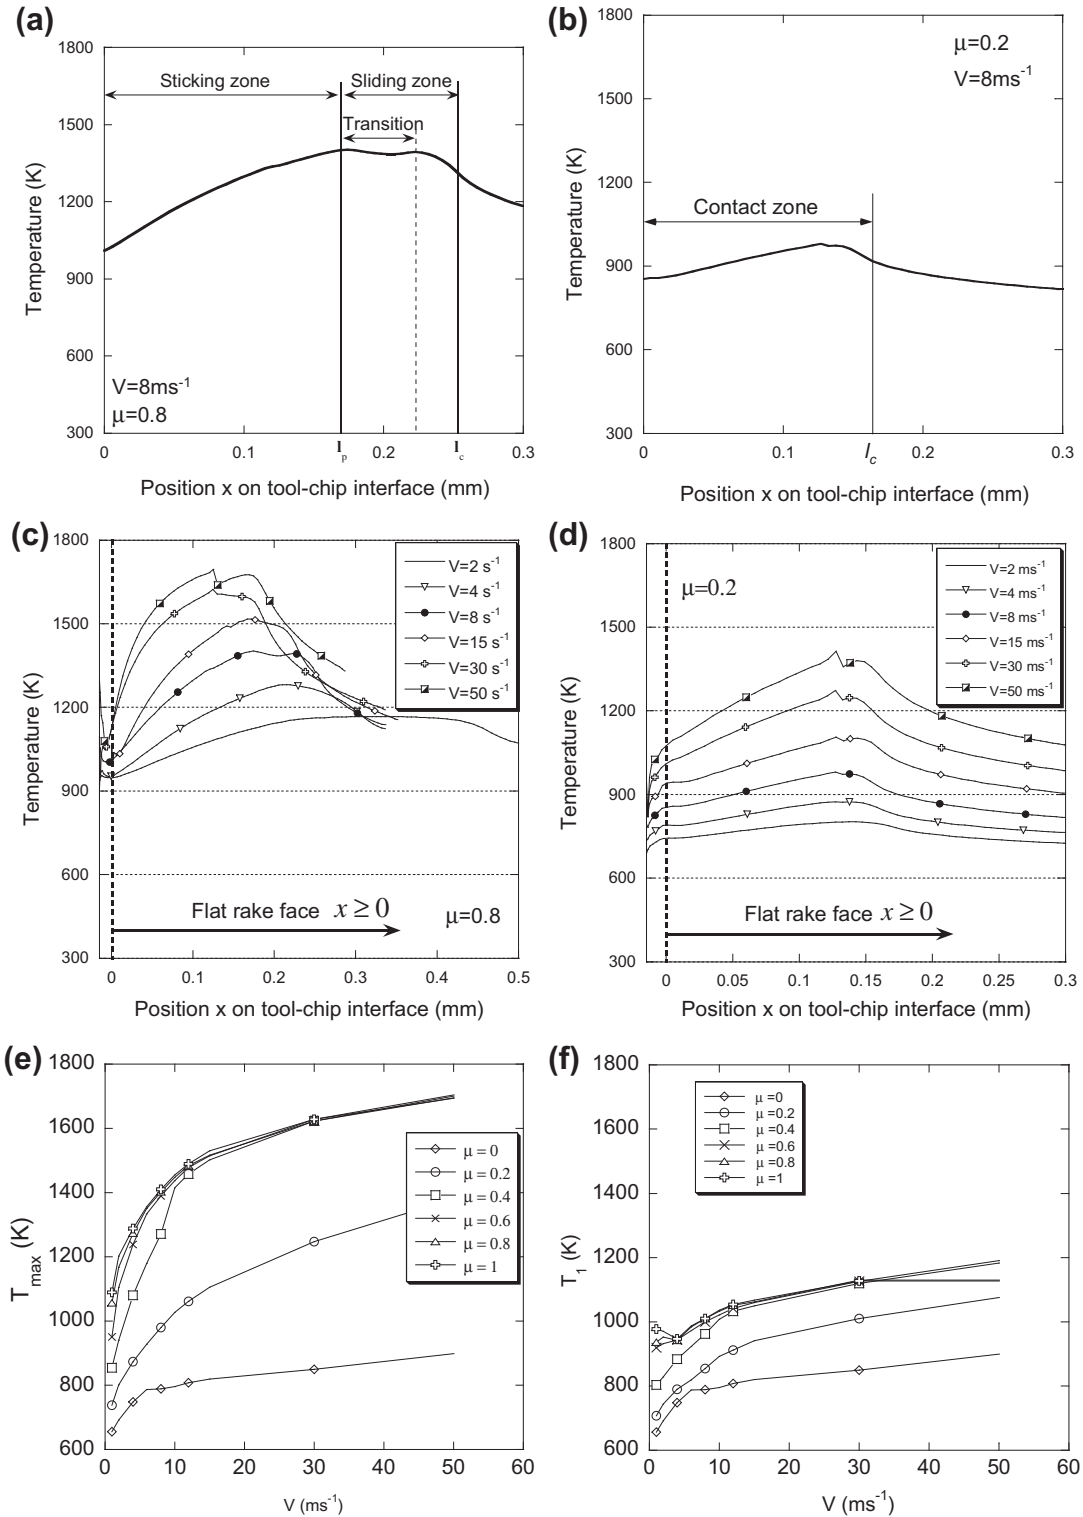 (a)
1800
1500
1200
900
600
300
Temperature (K)
Sticking zone
Sliding zone
Transition
V=8ms-1
μ=0.8
0
0.1
lp
0.2
lc
0.3
Position x on tool-chip interface (mm)
(b)
1800
1500
1200
900
600
300
Temperature (K)
μ=0.2
V=8ms-1
Contact zone
0
0.1
lc
0.2
0.3
Position x on tool-chip interface (mm)
(c)
1800
1500
1200
900
600
300
Temperature (K)
V=2 s-1
V=4 s-1
V=8 s-1
V=15 s-1
V=30 s-1
V=50 s-1
Flat rake face x ≥ 0
μ=0.8
0
0.1
0.2
0.3
0.4
0.5
Position x on tool-chip interface (mm)
(d)
1800
1500
1200
900
600
300
Temperature (K)
μ=0.2
V=2 ms-1
V=4 ms-1
V=8 ms-1
V=15 ms-1
V=30 ms-1
V=50 ms-1
Flat rake face x ≥ 0
0
0.05
0.1
0.15
0.2
0.25
0.3
Position x on tool-chip interface (mm)
(e)
1800
1600
1400
1200
1000
800
600
Tmax (K)
μ = 0
μ = 0.2
μ = 0.4
μ = 0.6
μ = 0.8
μ = 1
0
10
20
30
40
50
60
V (ms-1)
(f)
1800
1600
1400
1200
1000
800
600
T1 (K)
μ =0
μ =0.2
μ =0.4
μ =0.6
μ =0.8
μ =1
0
10
20
30
40
50
60
V (ms-1)